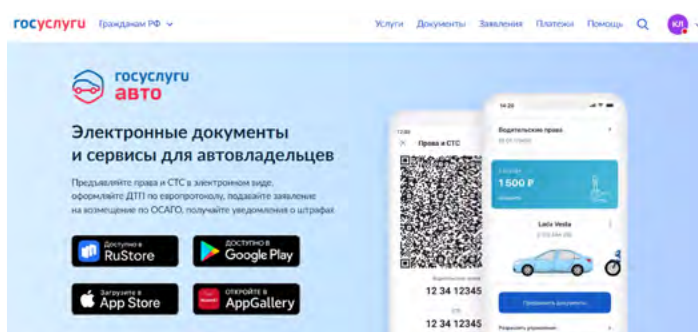 госуслуги Гражданам РФ Услуги Документы Заявления Платежи Помощь КЛ
госуслуги
авто
Электронные документы
и сервисы для автовладельцев
Предъявляйте права и СТС в электронном виде,
оформляйте ДТП по европротоколу, подавайте заявление
на возмещение по ОСАГО, получайте уведомления о штрафах
Доступно в
RuStore
ДОСТУПНО В
Google Play
Загрузите в
App Store
ОТКРОЙТЕ В
AppGallery
Права и СТС
12 34 12345
СТС
12 34 12345
14:28
Водительские права
1 500 ₽
Lada Vesta
Предъявить документы